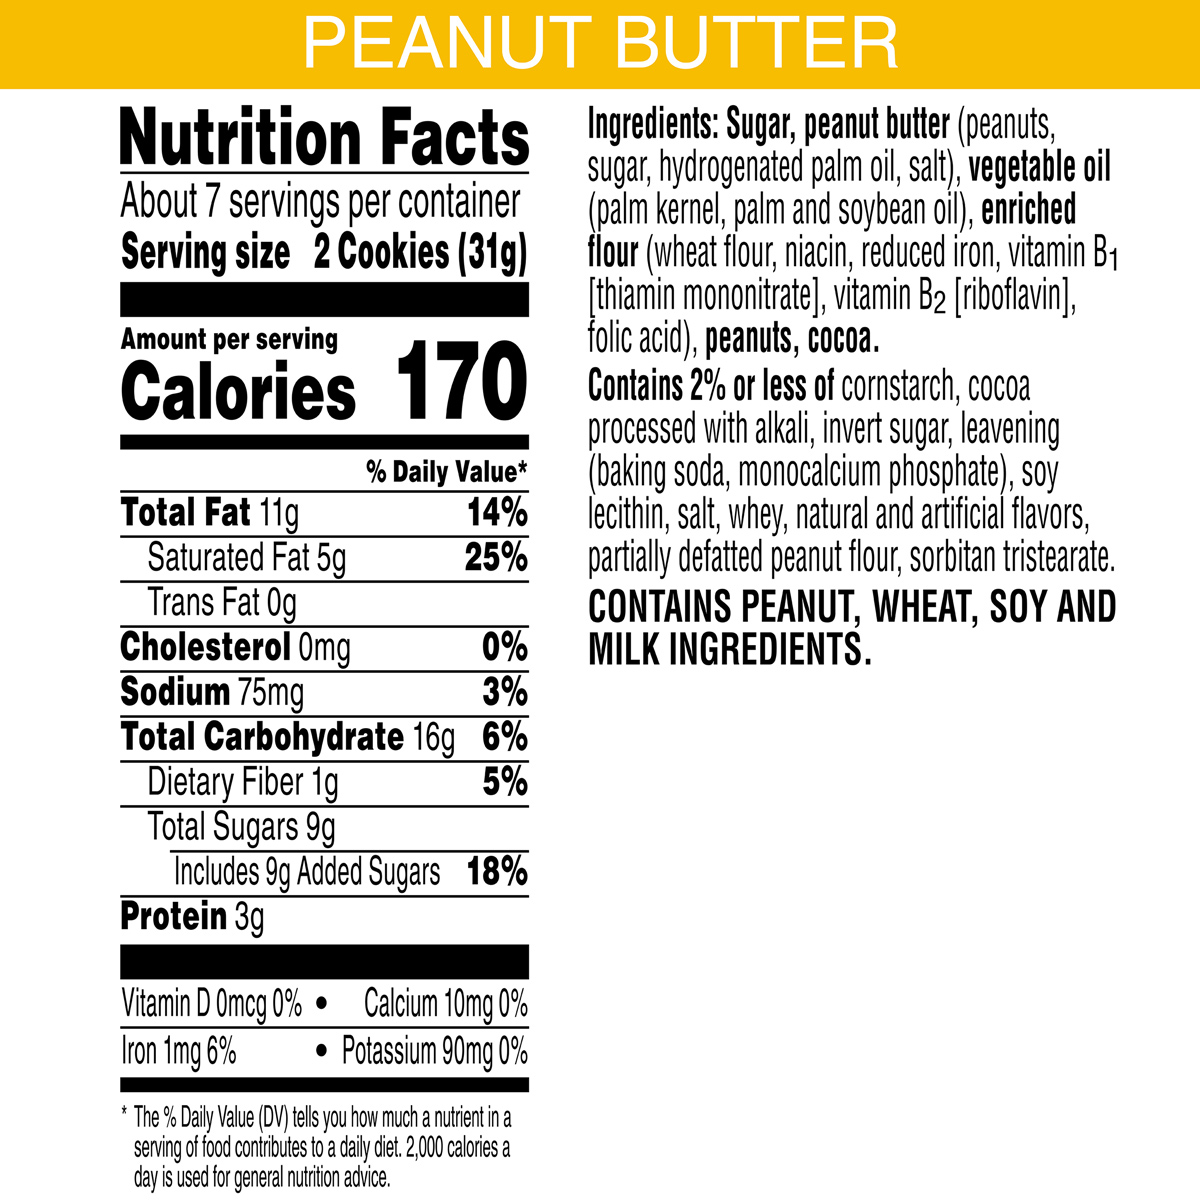 PEANUT BUTTER
Nutrition Facts
About 7 servings per container
Serving size 2 Cookies (31g)
Amount per serving
Calories 170
% Daily Value*
Total Fat 11g 14%
Saturated Fat 5g 25%
Trans Fat 0g
Cholesterol 0mg 0%
Sodium 75mg 3%
Total Carbohydrate 16g 6%
Dietary Fiber 1g 5%
Total Sugars 9g
Includes 9g Added Sugars 18%
Protein 3g
Vitamin D 0mcg 0% • Calcium 10mg 0%
Iron 1mg 6% • Potassium 90mg 0%
* The % Daily Value (DV) tells you how much a nutrient in a
serving of food contributes to a daily diet. 2,000 calories a
day is used for general nutrition advice.
Ingredients: Sugar, peanut butter (peanuts,
sugar, hydrogenated palm oil, salt), vegetable oil
(palm kernel, palm and soybean oil), enriched
flour (wheat flour, niacin, reduced iron, vitamin B1
[thiamin mononitrate], vitamin B2 [riboflavin],
folic acid), peanuts, cocoa.
Contains 2% or less of cornstarch, cocoa
processed with alkali, invert sugar, leavening
(baking soda, monocalcium phosphate), soy
lecithin, salt, whey, natural and artificial flavors,
partially defatted peanut flour, sorbitan tristearate.
CONTAINS PEANUT, WHEAT, SOY AND
MILK INGREDIENTS.